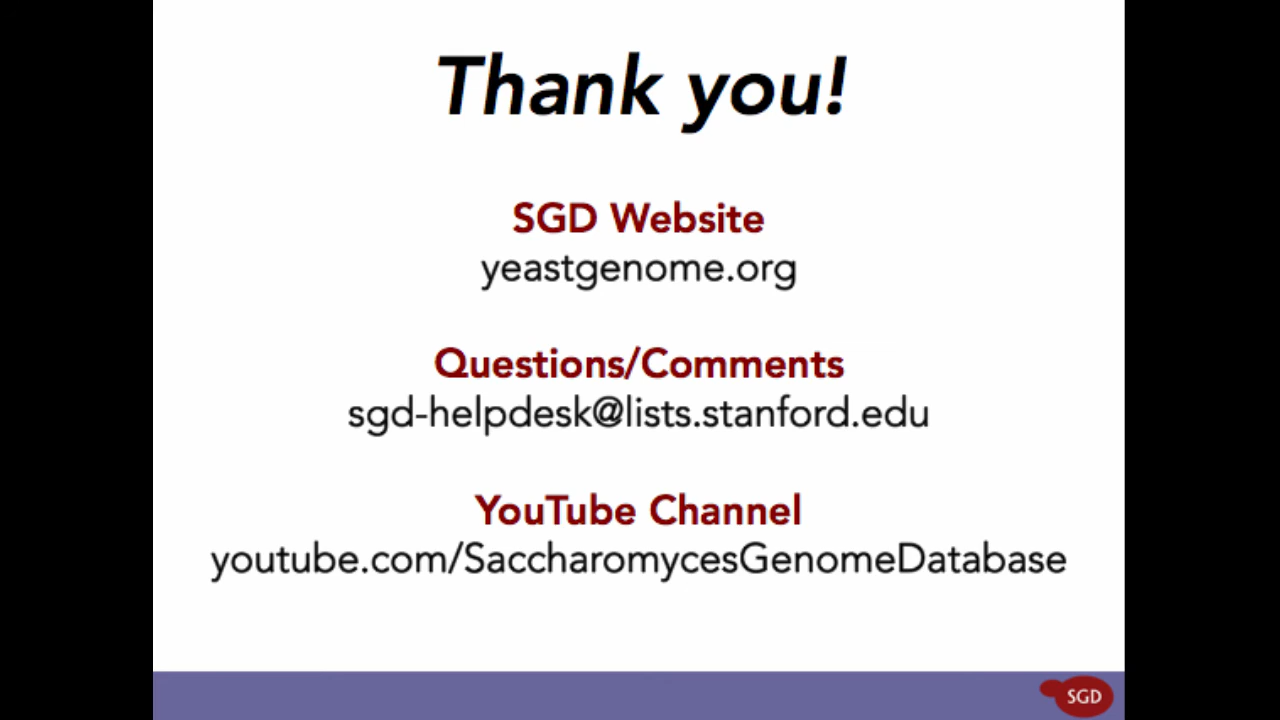 Thank you!
SGD Website
yeastgenome.org
Questions/Comments
sgd-helpdesk@lists.stanford.edu
YouTube Channel
youtube.com/SaccharomycesGenomeDatabase
SGD